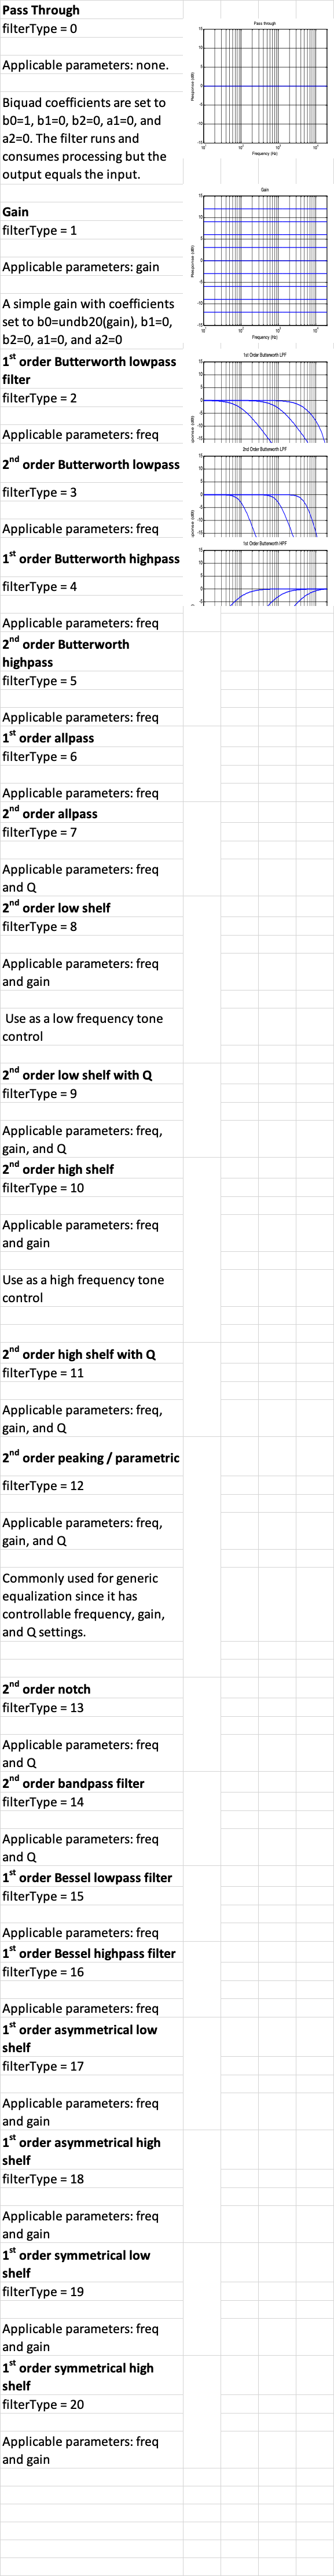 Pass Through
filterType = 0
Applicable parameters: none.
Biquad coefficients are set to
b0=1, b1=0, b2=0, a1=0, and
a2=0. The filter runs and
consumes processing but the
output equals the input.
Pass through
Response (dB)
Frequency (Hz)
Gain
filterType = 1
Applicable parameters: gain
A simple gain with coefficients
set to b0=undb20(gain), b1=0,
b2=0, a1=0, and a2=0
Gain
Response (dB)
Frequency (Hz)
1st order Butterworth lowpass
filter
filterType = 2
Applicable parameters: freq
1st Order Butterworth LPF
2nd order Butterworth lowpass
filterType = 3
Applicable parameters: freq
2nd Order Butterworth LPF
1st order Butterworth highpass
filterType = 4
Applicable parameters: freq
1st Order Butterworth HPF
2nd order Butterworth
highpass
filterType = 5
Applicable parameters: freq
1st order allpass
filterType = 6
Applicable parameters: freq
2nd order allpass
filterType = 7
Applicable parameters: freq
and Q
2nd order low shelf
filterType = 8
Applicable parameters: freq
and gain
Use as a low frequency tone
control
2nd order low shelf with Q
filterType = 9
Applicable parameters: freq,
gain, and Q
2nd order high shelf
filterType = 10
Applicable parameters: freq
and gain
Use as a high frequency tone
control
2nd order high shelf with Q
filterType = 11
Applicable parameters: freq,
gain, and Q
2nd order peaking / parametric
filterType = 12
Applicable parameters: freq,
gain, and Q
Commonly used for generic
equalization since it has
controllable frequency, gain,
and Q settings.
2nd order notch
filterType = 13
Applicable parameters: freq
and Q
2nd order bandpass filter
filterType = 14
Applicable parameters: freq
and Q
1st order Bessel lowpass filter
filterType = 15
Applicable parameters: freq
1st order Bessel highpass filter
filterType = 16
Applicable parameters: freq
1st order asymmetrical low
shelf
filterType = 17
Applicable parameters: freq
and gain
1st order asymmetrical high
shelf
filterType = 18
Applicable parameters: freq
and gain
1st order symmetrical low
shelf
filterType = 19
Applicable parameters: freq
and gain
1st order symmetrical high
shelf
filterType = 20
Applicable parameters: freq
and gain